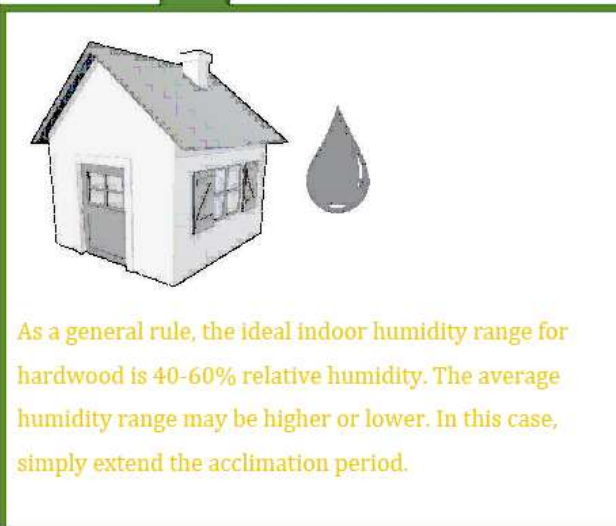 As a general rule, the ideal indoor humidity range for
hardwood is 40-60% relative humidity. The average
humidity range may be higher or lower. In this case,
simply extend the acclimation period.